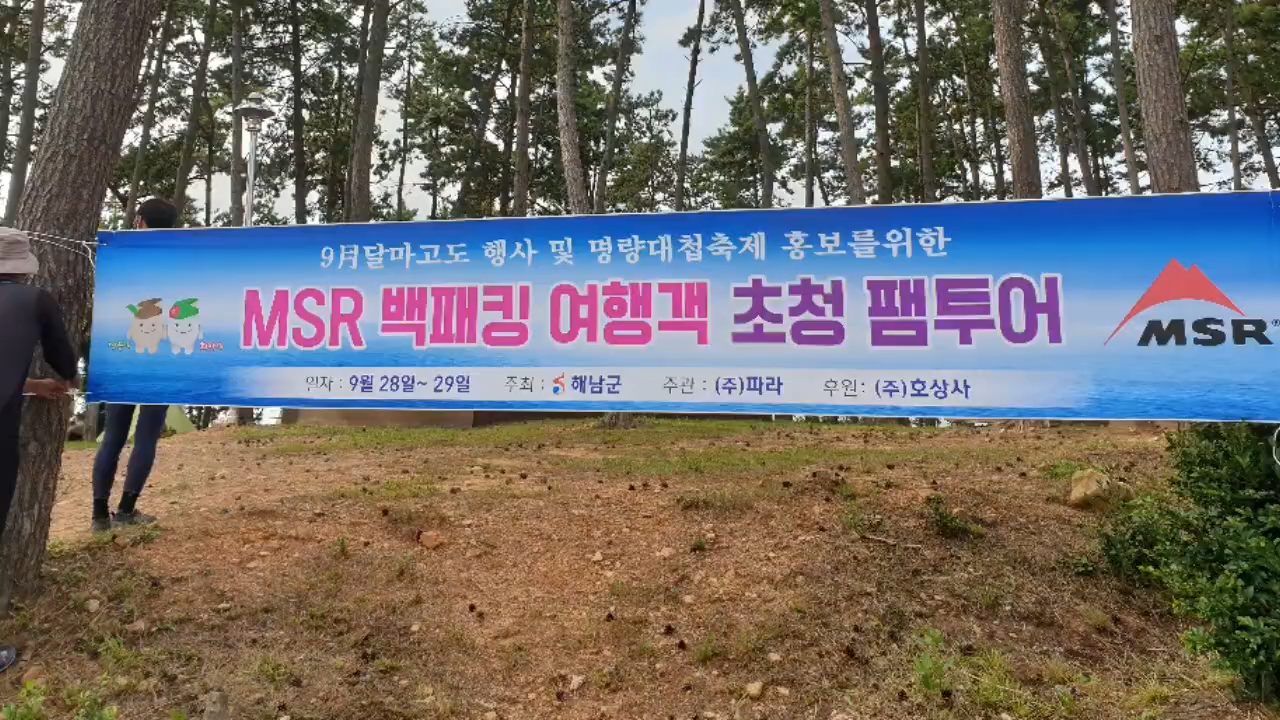 9月달마고도 행사 및 명량대첩축제 홍보를위한
MSR 백패킹 여행객 초청 팸투어
일자 : 9월 28일~ 29일 주최 : 해남군 주관 : (주)파라 후원 : (주)호상사
MSR®